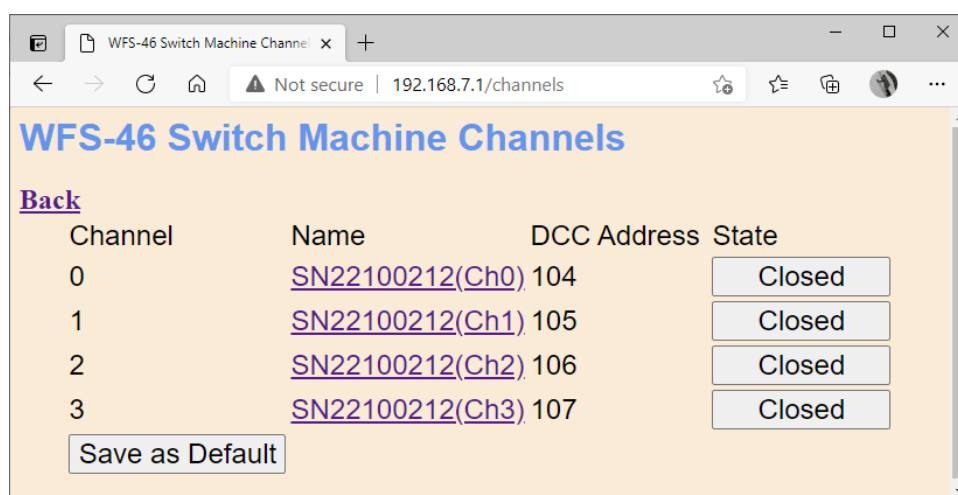 WFS-46 Switch Machine Channel
Not secure | 192.168.7.1/channels
WFS-46 Switch Machine Channels
Back
Channel Name DCC Address State
0 SN22100212(Ch0) 104 Closed
1 SN22100212(Ch1) 105 Closed
2 SN22100212(Ch2) 106 Closed
3 SN22100212(Ch3) 107 Closed
Save as Default